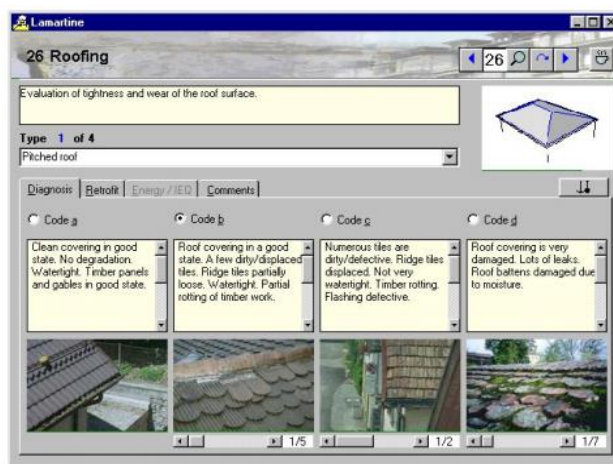 Lamartine
26 Roofing
26
Evaluation of tightness and wear of the roof surface.
Type 1 of 4
Pitched roof
Diagnosis Retrofit Energy / IEQ Comments
Code a Code b Code c Code d
Clean covering in good
state. No degradation.
Watertight. Timber panels
and gables in good state.
Roof covering in a good
state. A few dirty/displaced
tiles. Ridge tiles partially
loose. Watertight. Partial
rotting of timber work.
Numerous tiles are
dirty/defective. Ridge tiles
displaced. Not very
watertight. Timber rotting.
Flashing defective.
Roof covering is very
damaged. Lots of leaks.
Roof battens damaged due
to moisture.
1/5 1/2 1/7